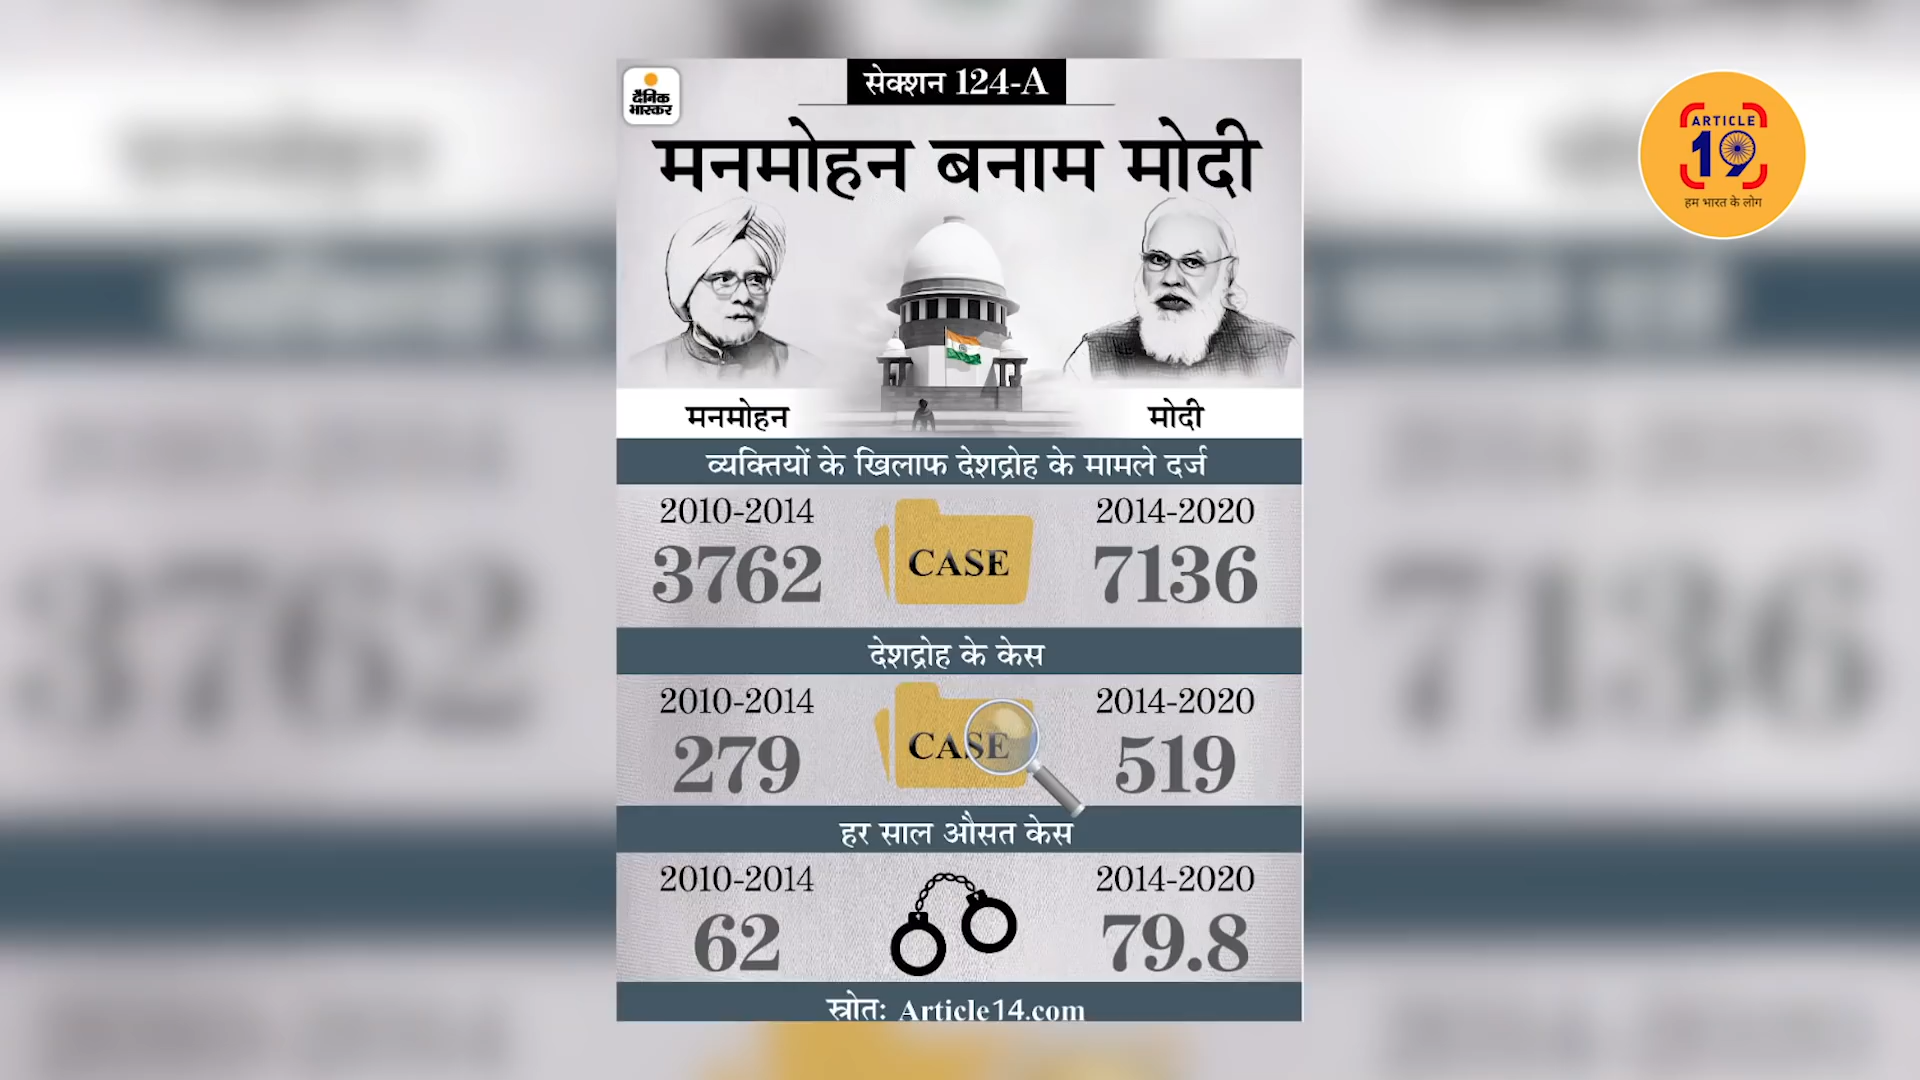 सेक्शन 124-A
दैनिक
भास्कर
मनमोहन बनाम मोदी
ARTICLE
19
हम भारत के लोग
मनमोहन
मोदी
व्यक्तियों के खिलाफ देशद्रोह के मामले दर्ज
2010-2014
2014-2020
3762
CASE
7136
देशद्रोह के केस
2010-2014
2014-2020
279
CASE
519
हर साल औसत केस
2010-2014
2014-2020
62
79.8
स्रोत: Article14.com